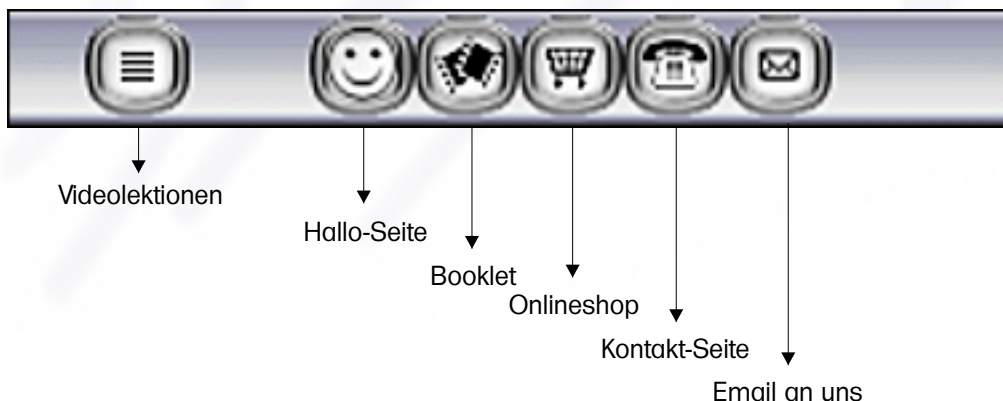 Videolektionen
Hallo-Seite
Booklet
Onlineshop
Kontakt-Seite
Email an uns